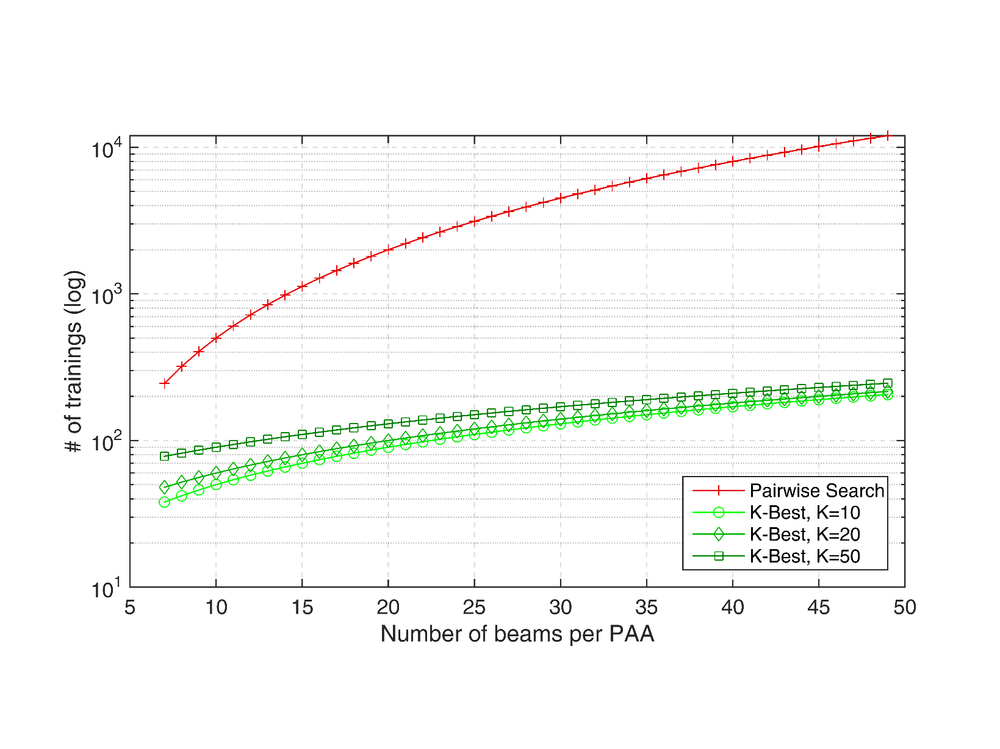 10^4
10^3
10^2
10^1
# of trainings (log)
Pairwise Search
K-Best, K=10
K-Best, K=20
K-Best, K=50
5 10 15 20 25 30 35 40 45 50
Number of beams per PAA